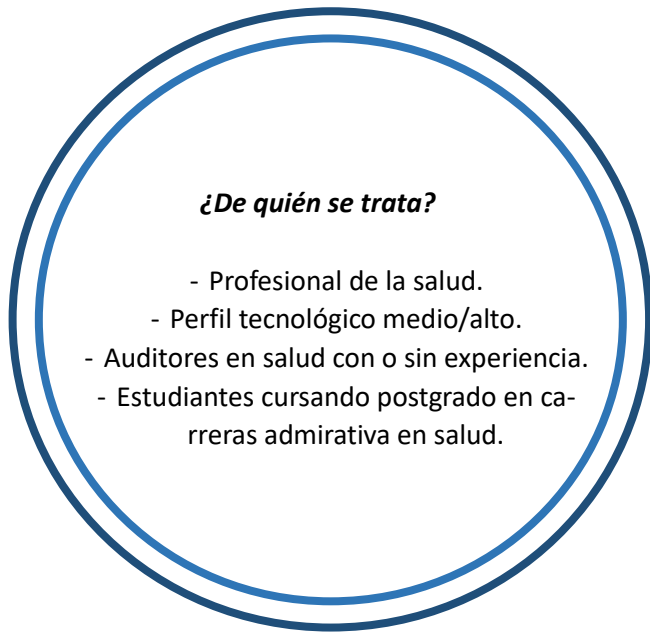 ¿De quién se trata?
- Profesional de la salud.
- Perfil tecnológico medio/alto.
- Auditores en salud con o sin experiencia.
- Estudiantes cursando postgrado en ca-
rreras admirativa en salud.